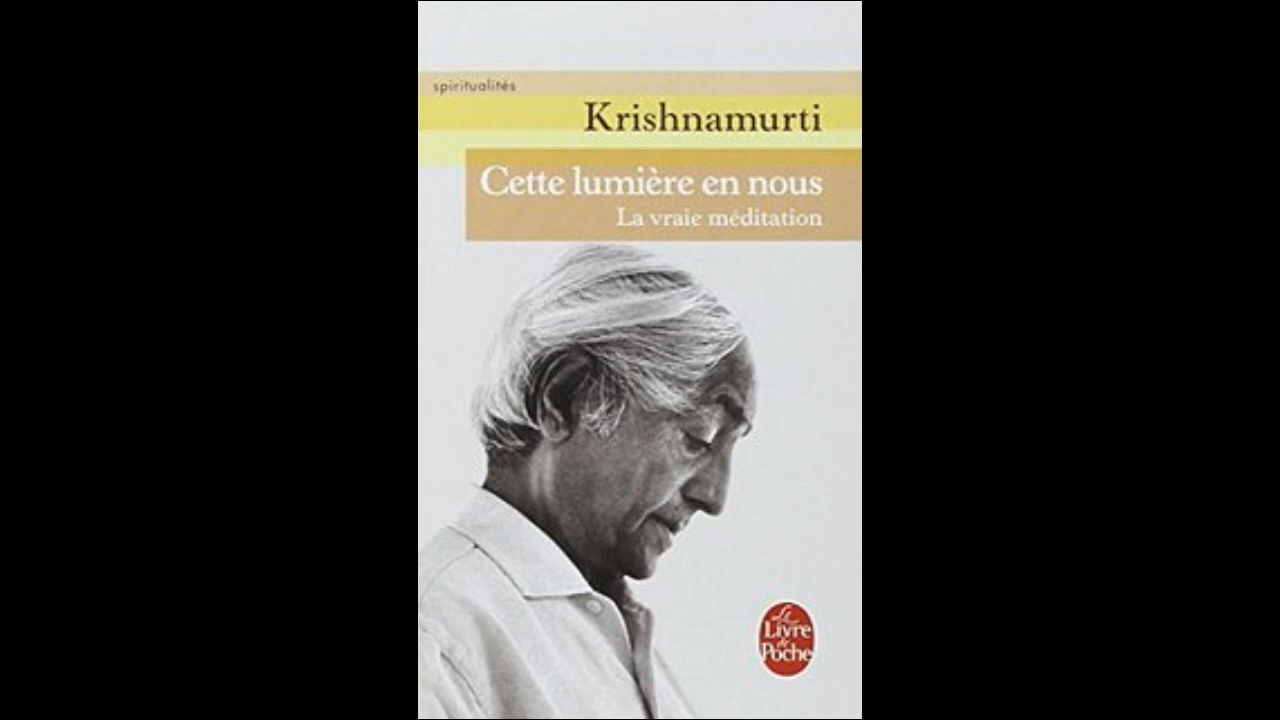 spiritualités
Krishnamurti
Cette lumière en nous
La vraie méditation
Le
Livre
de
Poche